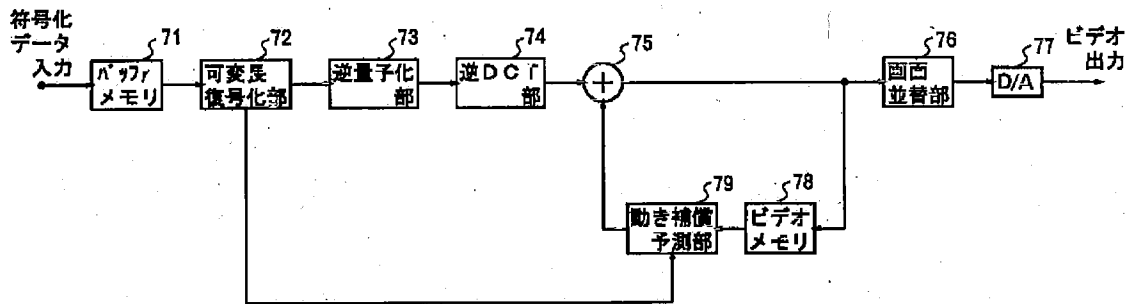 符号化
データ
入力
71
バッファ
メモリ
72
可変長
復号化部
73
逆量子化
部
74
逆DCT
部
75
+
76
画面
並替部
77
D/A
ビデオ
出力
79
動き補償
予測部
78
ビデオ
メモリ